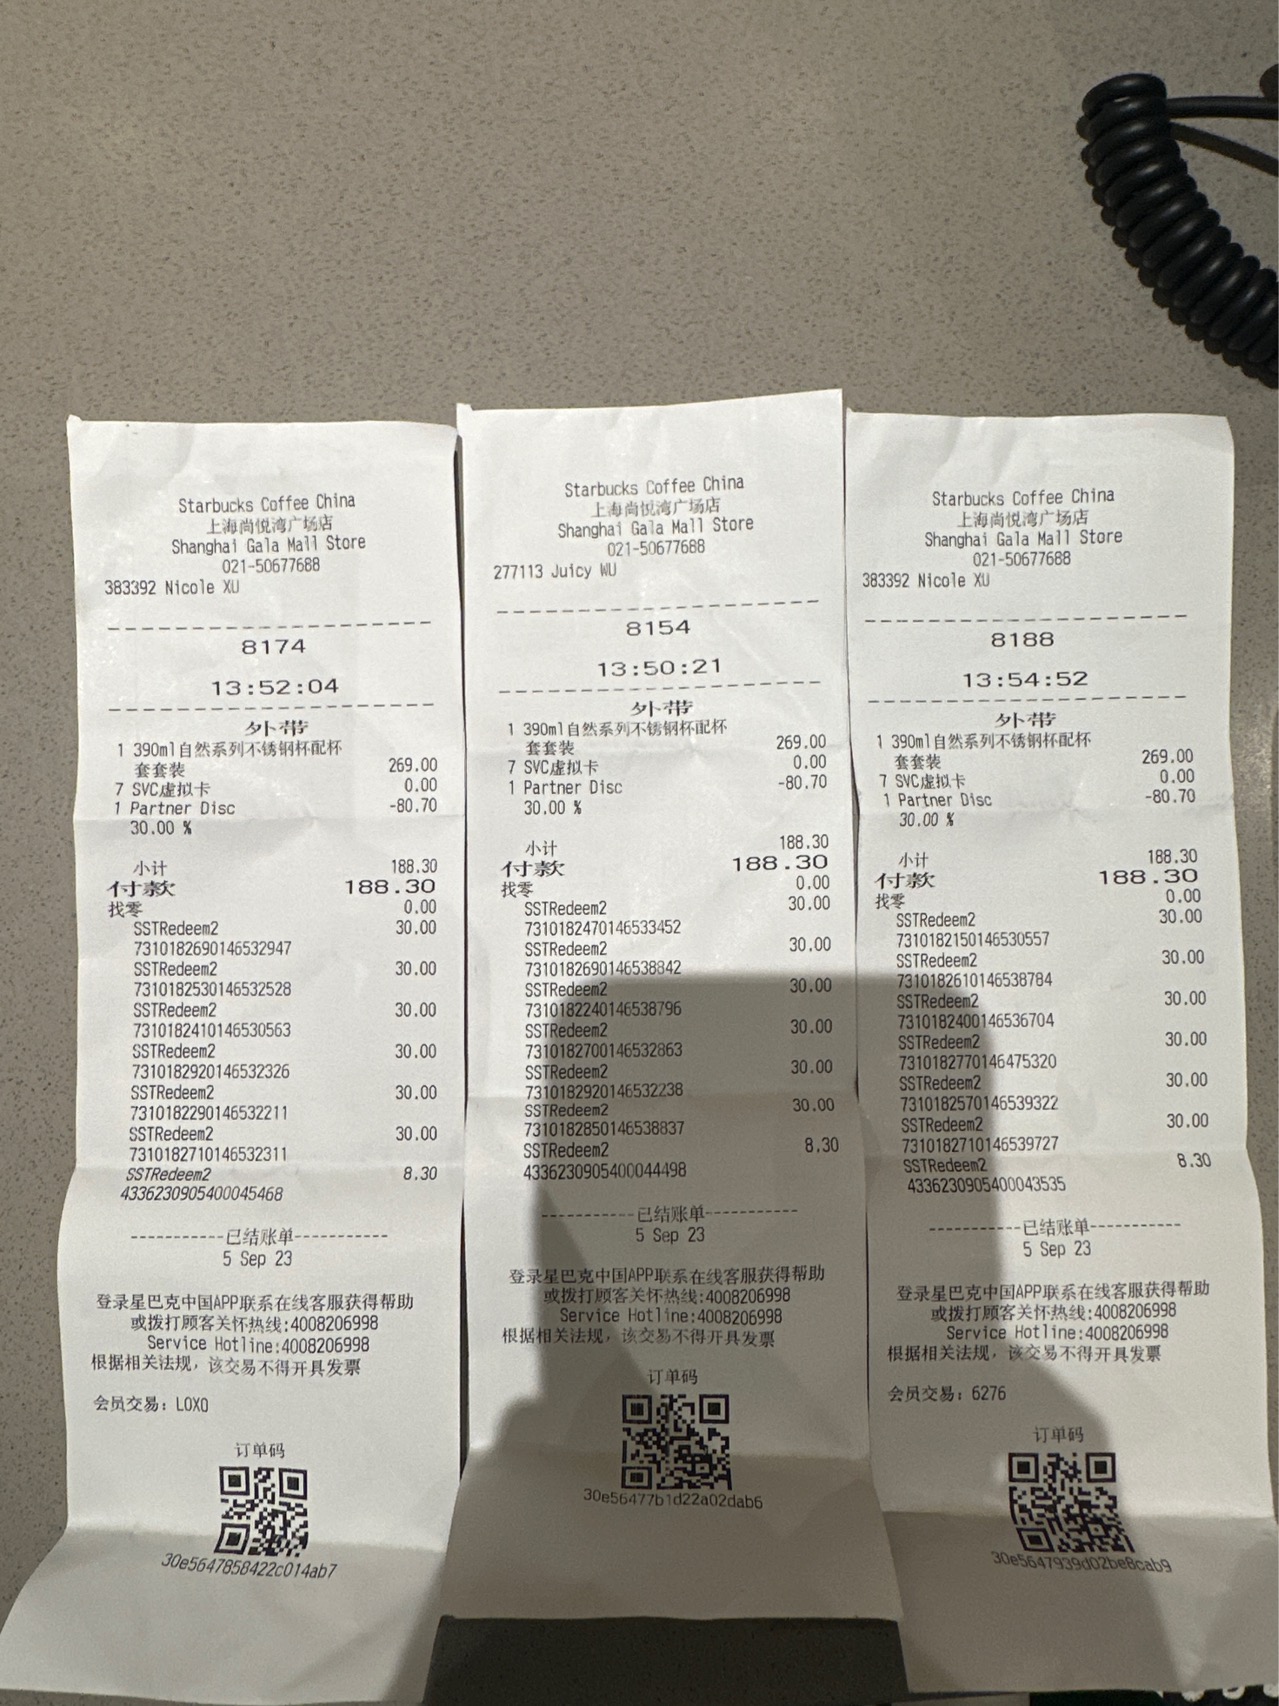 Starbucks Coffee China
上海尚悦湾广场店
Shanghai Gala Mall Store
021-50677688
383392 Nicole XU
8174
13:52:04
外带
1 390ml自然系列不锈钢杯配杯
套套装 269.00
7 SVC虚拟卡 0.00
1 Partner Disc -80.70
30.00 %
小计 188.30
付款 188.30
找零 0.00
SSTRedeem2 30.00
7310182690146532947
SSTRedeem2 30.00
7310182530146532528
SSTRedeem2 30.00
7310182410146530563
SSTRedeem2 30.00
7310182920146532326
SSTRedeem2 30.00
7310182290146532211
SSTRedeem2 30.00
7310182710146532311
SSTRedeem2 8.30
4336230905400045468
-----------已结账单-----------
5 Sep 23
登录星巴克中国APP联系在线客服获得帮助
或拨打顾客关怀热线:4008206998
Service Hotline:4008206998
根据相关法规，该交易不得开具发票
会员交易: LOXO
订单码
30e5647858422c014ab7
Starbucks Coffee China
上海尚悦湾广场店
Shanghai Gala Mall Store
021-50677688
277113 Juicy WU
8154
13:50:21
外带
1 390ml自然系列不锈钢杯配杯
套套装 269.00
7 SVC虚拟卡 0.00
1 Partner Disc -80.70
30.00 %
小计 188.30
付款 188.30
找零 0.00
SSTRedeem2 30.00
7310182470146533452
SSTRedeem2 30.00
7310182690146538842
SSTRedeem2 30.00
7310182240146538796
SSTRedeem2 30.00
7310182700146532863
SSTRedeem2 30.00
7310182920146532238
SSTRedeem2 30.00
7310182850146538837
SSTRedeem2 8.30
4336230905400044498
-----------已结账单-----------
5 Sep 23
登录星巴克中国APP联系在线客服获得帮助
或拨打顾客关怀热线:4008206998
Service Hotline:4008206998
根据相关法规，该交易不得开具发票
订单码
30e56477b1d22a02dab6
Starbucks Coffee China
上海尚悦湾广场店
Shanghai Gala Mall Store
021-50677688
383392 Nicole XU
8188
13:54:52
外带
1 390ml自然系列不锈钢杯配杯
套套装 269.00
7 SVC虚拟卡 0.00
1 Partner Disc -80.70
30.00 %
小计 188.30
付款 188.30
找零 0.00
SSTRedeem2 30.00
7310182150146530557
SSTRedeem2 30.00
7310182610146538784
SSTRedeem2 30.00
7310182400146536704
SSTRedeem2 30.00
7310182770146475320
SSTRedeem2 30.00
7310182570146539322
SSTRedeem2 30.00
7310182710146539727
SSTRedeem2 8.30
4336230905400043535
-----------已结账单-----------
5 Sep 23
登录星巴克中国APP联系在线客服获得帮助
或拨打顾客关怀热线:4008206998
Service Hotline:4008206998
根据相关法规，该交易不得开具发票
会员交易: 6276
订单码
30e5647939d02be8cab9